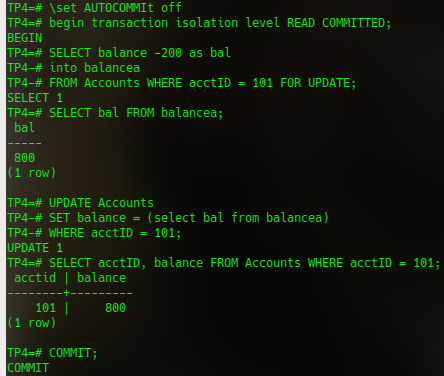 TP4=# \set AUTOCOMMIt off
TP4=# begin transaction isolation level READ COMMITTED;
BEGIN
TP4=# SELECT balance -200 as bal
TP4-# into balancea
TP4-# FROM Accounts WHERE acctID = 101 FOR UPDATE;
SELECT 1
TP4=# SELECT bal FROM balancea;
 bal
-----
 800
(1 row)

TP4=# UPDATE Accounts
TP4-# SET balance = (select bal from balancea)
TP4-# WHERE acctID = 101;
UPDATE 1
TP4=# SELECT acctID, balance FROM Accounts WHERE acctID = 101;
 acctid | balance
--------+---------
    101 |     800
(1 row)

TP4=# COMMIT;
COMMIT